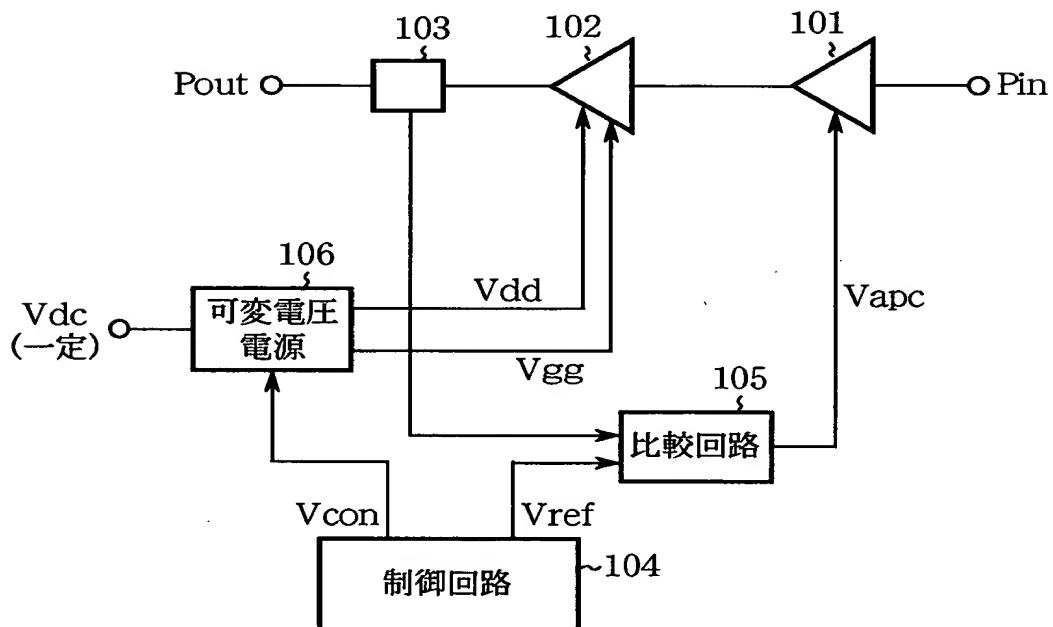 103
102
101
Pout
Pin
106
Vdd
Vapc
Vdc
(一定)
可変電圧
電源
Vgg
105
比較回路
Vcon
Vref
制御回路
104